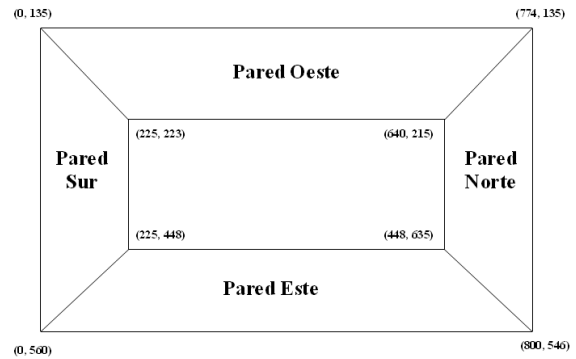 (0, 135)
(774, 135)
Pared Oeste
(225, 223)
(640, 215)
Pared
Sur
Pared
Norte
(225, 448)
(448, 635)
Pared Este
(0, 560)
(800, 546)